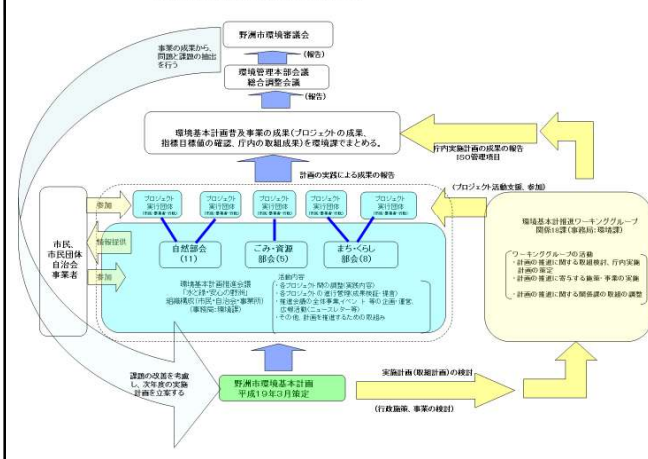 野洲市環境審議会
(報告)
環境管理本部会議
総合調整会議
(報告)
事業の成果から、
問題と課題の抽出
を行う
環境基本計画普及事業の成果(プロジェクトの成果、
指標目標値の確認、庁内の取組成果)を環境課でまとめる。
庁内実施計画の成果の報告
ISO管理項目
計画の実践による成果の報告
(プロジェクト活動支援、参加)
市民、
市民団体
自治会
事業者
参加
情報提供
参加
プロジェクト
実行団体
プロジェクト
実行団体
プロジェクト
実行団体
プロジェクト
実行団体
プロジェクト
実行団体
自然部会
(11)
ごみ・資源
部会(5)
まち・くらし
部会(8)
環境基本計画推進会議
「水と緑・安心の野洲」
組織構成(市民・自治会・事業所)
(事務局:環境課)
活動内容
・各プロジェクト間の調整(実践内容)
・各プロジェクトの進行管理(成果検証・提言)
・推進会議の全体事業イベント等の企画・運営、
広報活動(ニュースレター等)
・その他、計画を推進するための取組み
環境基本計推進ワーキンググループ
関係18課(事務局:環境課)
ワーキンググループの活動
・計画の推進に関する取組検討、庁内実施
計画の策定
・計画の推進に寄与する施策・事業の実施
・計画の推進に関する関係課の取組の調整
課題の改善を考慮
し、次年度の実施
計画を立案する
野洲市環境基本計画
平成19年3月策定
実施計画(取組計画)の検討
(行政施策、事業の検討)